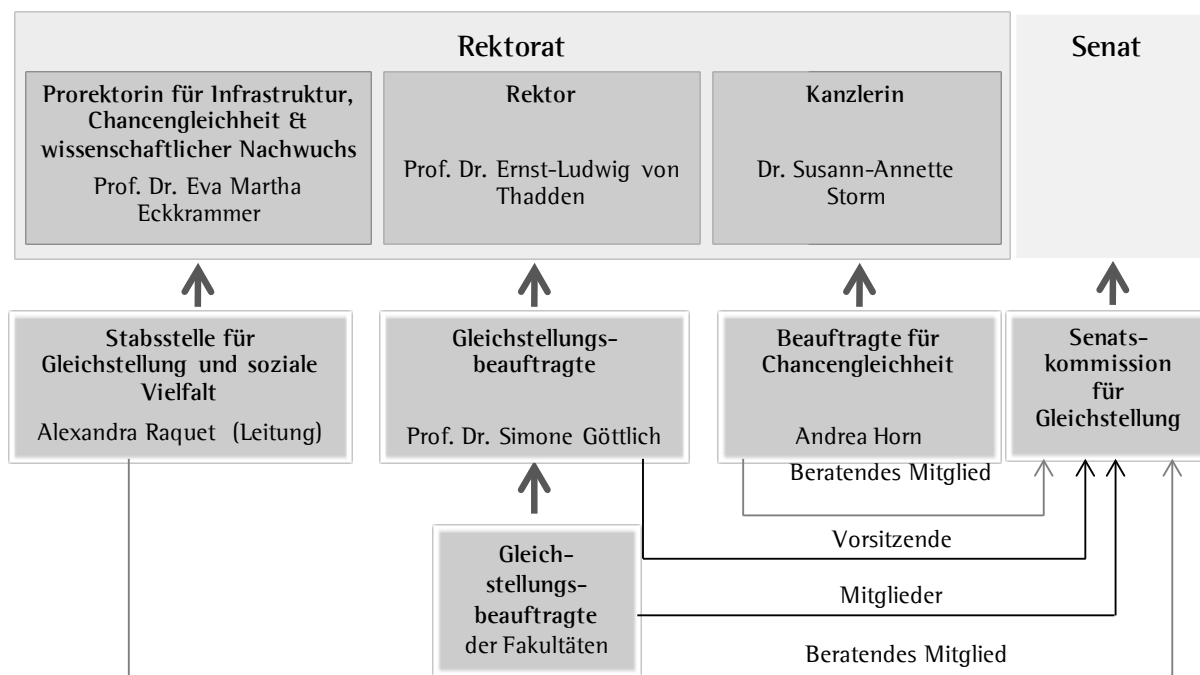 Rektorat
Senat
Prorektorin für Infrastruktur,
Chancengleichheit &
wissenschaftlicher Nachwuchs
Prof. Dr. Eva Martha
Eckkrammer
Rektor
Prof. Dr. Ernst-Ludwig von
Thadden
Kanzlerin
Dr. Susann-Annette
Storm
Stabsstelle für
Gleichstellung und soziale
Vielfalt
Alexandra Raquet (Leitung)
Gleichstellungs-
beauftragte
Prof. Dr. Simone Göttlich
Beauftragte für
Chancengleichheit
Andrea Horn
Senats-
kommission
für
Gleichstellung
Beratendes Mitglied
Vorsitzende
Gleich-
stellungs-
beauftragte
der Fakultäten
Mitglieder
Beratendes Mitglied